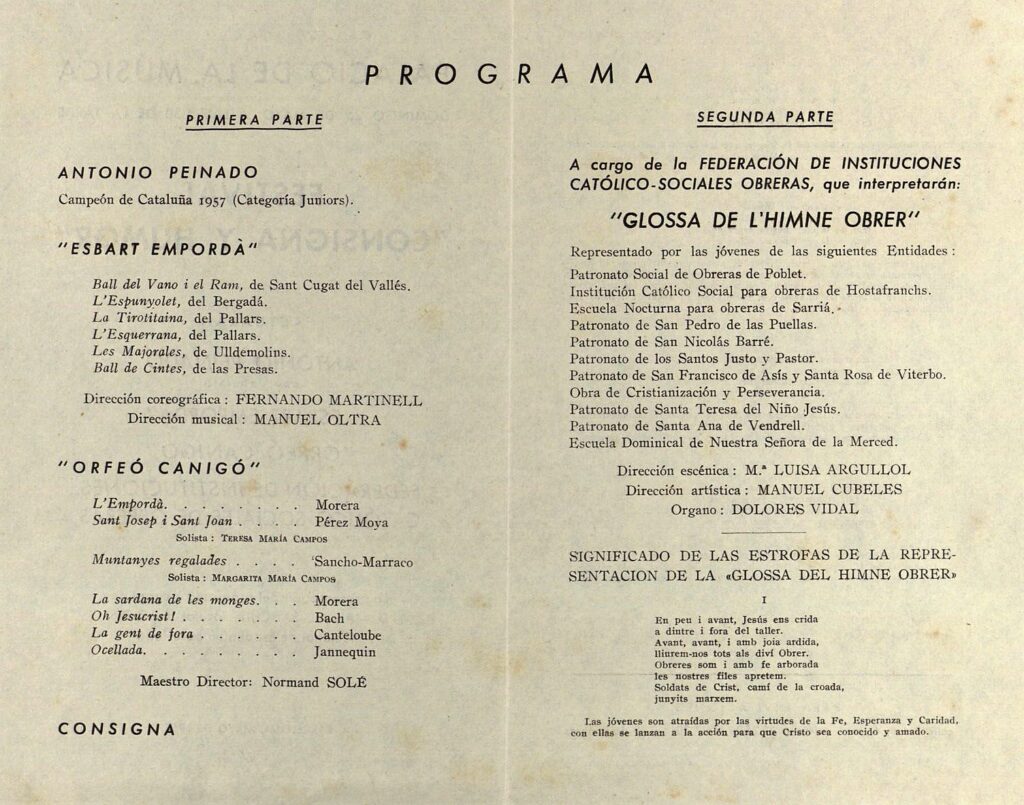 PROGRAMA
PRIMERA PARTE
ANTONIO PEINADO
Campeón de Cataluña 1957 (Categoría Juniors).
"ESBART EMPORDÀ"
Ball del Vano i el Ram, de Sant Cugat del Vallés.
L'Espunyolet, del Bergadá.
La Tirotitaina, del Pallars.
L'Esquerrana, del Pallars.
Les Majorales, de Ulldemolins.
Ball de Cintes, de las Presas.
Dirección coreográfica : FERNANDO MARTINELL
Dirección musical : MANUEL OLTRA
"ORFEÓ CANIGÓ"
L'Empordà. . . . . . . . Morera
Sant Josep i Sant Joan . . . . Pérez Moya
Solista : TERESA MARÍA CAMPOS
Muntanyes regalades . . . . Sancho-Marraco
Solista : MARGARITA MARÍA CAMPOS
La sardana de les monges. . . Morera
Oh Jesucrist! . . . . . . . Bach
La gent de fora . . . . . . Canteloube
Ocellada. . . . . . . . . Jannequin
Maestro Director: Normand SOLÉ
CONSIGNA
SEGUNDA PARTE
A cargo de la FEDERACIÓN DE INSTITUCIONES
CATÓLICO-SOCIALES OBRERAS, que interpretarán:
"GLOSSA DE L'HIMNE OBRER"
Representado por las jóvenes de las siguientes Entidades :
Patronato Social de Obreras de Poblet.
Institución Católico Social para obreras de Hostafranchs.
Escuela Nocturna para obreras de Sarriá.
Patronato de San Pedro de las Puellas.
Patronato de San Nicolás Barré.
Patronato de los Santos Justo y Pastor.
Patronato de San Francisco de Asís y Santa Rosa de Viterbo.
Obra de Cristianización y Perseverancia.
Patronato de Santa Teresa del Niño Jesús.
Patronato de Santa Ana de Vendrell.
Escuela Dominical de Nuestra Señora de la Merced.
Dirección escénica : M.ª LUISA ARGULLOL
Dirección artística : MANUEL CUBELES
Organo : DOLORES VIDAL
SIGNIFICADO DE LAS ESTROFAS DE LA REPRE-
SENTACION DE LA «GLOSSA DEL HIMNE OBRER»
I
En peu i avant, Jesús ens crida
a dintre i fora del taller.
Avant, avant, i amb joia ardida,
lliurem-nos tots als diví Obrer.
Obreres som i amb fe arborada
les nostres files apretem.
Soldats de Crist, camí de la croada,
junyits marxem.
Las jóvenes son atraídas por las virtudes de la Fe, Esperanza y Caridad,
con ellas se lanzan a la acción para que Cristo sea conocido y amado.